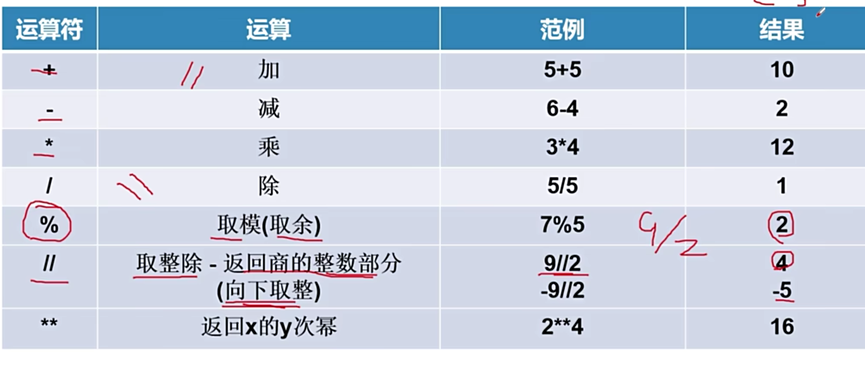 运算符 运算 范例 结果
+ 加 5+5 10
- 减 6-4 2
* 乘 3*4 12
/ 除 5/5 1
% 取模(取余) 7%5 2
9/2
// 取整除 - 返回商的整数部分 9//2 4
(向下取整) -9//2 -5
** 返回x的y次幂 2**4 16